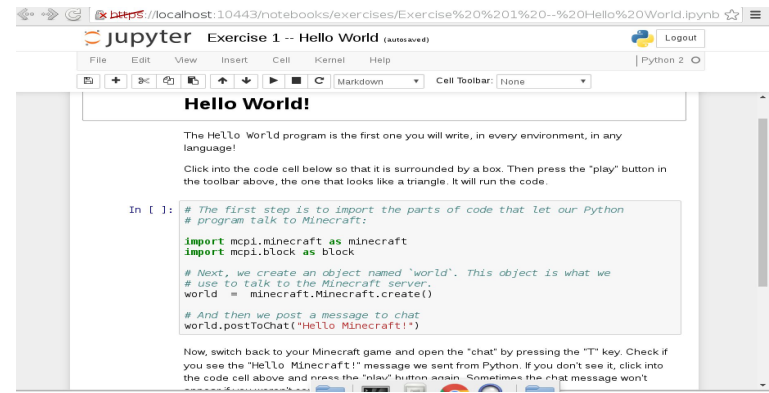 https://localhost:10443/notebooks/exercises/Exercise%20%201%20--%20Hello%20World.ipynb
jupyter Exercise 1 -- Hello World (autosaved) Logout
File Edit View Insert Cell Kernel Help Python 2
Markdown Cell Toolbar: None
Hello World!
The Hello World program is the first one you will write, in every environment, in any
language!
Click into the code cell below so that it is surrounded by a box. Then press the "play" button in
the toolbar above, the one that looks like a triangle. It will run the code.
In [ ]: # The first step is to import the parts of code that let our Python
# program talk to Minecraft:
import mcpi.minecraft as minecraft
import mcpi.block as block
# Next, we create an object named `world`. This object is what we
# use to talk to the Minecraft server.
world = minecraft.Minecraft.create()
# And then we post a message to chat
world.postToChat("Hello Minecraft!")
Now, switch back to your Minecraft game and open the "chat" by pressing the "T" key. Check if
you see the "Hello Minecraft!" message we sent from Python. If you don't see it, click into
the code cell above and press the "play" button again. Sometimes the chat message won't